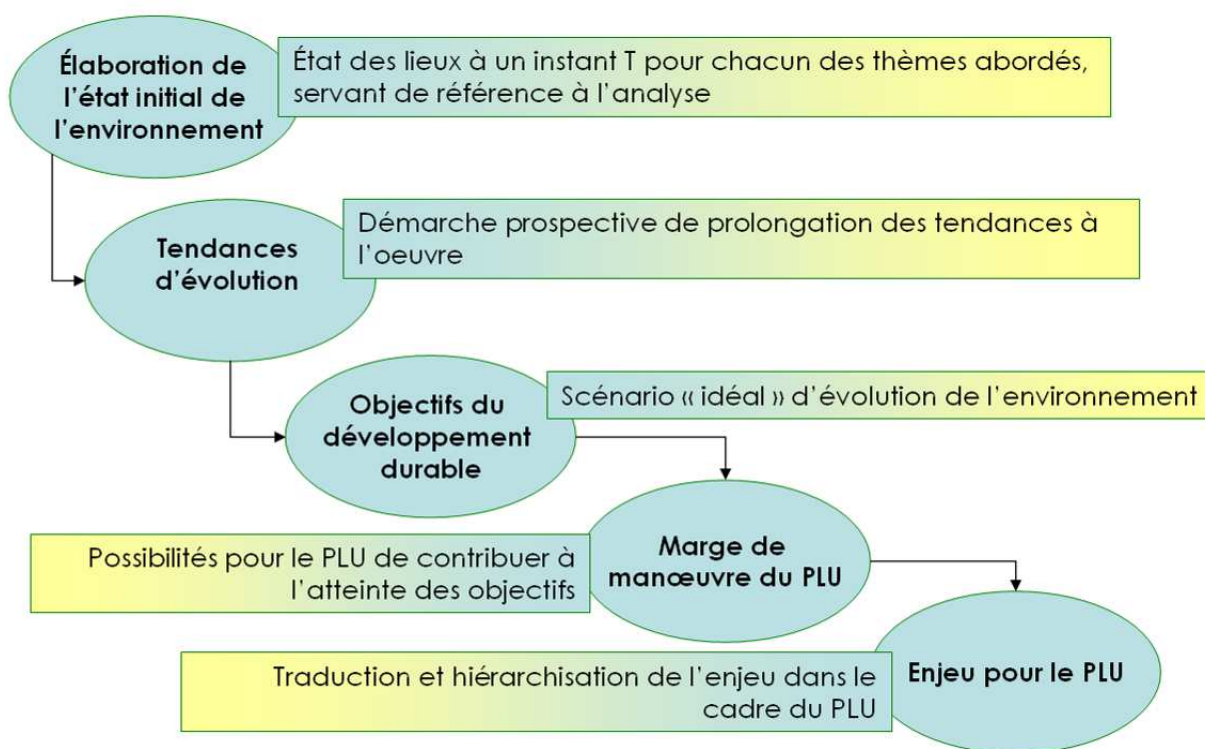 Élaboration de
l'état initial de
l'environnement
État des lieux à un instant T pour chacun des thèmes abordés,
servant de référence à l'analyse
Tendances
d'évolution
Démarche prospective de prolongation des tendances à
l'oeuvre
Objectifs du
développement
durable
Scénario « idéal » d'évolution de l'environnement
Marge de
manœuvre du PLU
Possibilités pour le PLU de contribuer à
l'atteinte des objectifs
Enjeu pour le PLU
Traduction et hiérarchisation de l'enjeu dans le
cadre du PLU